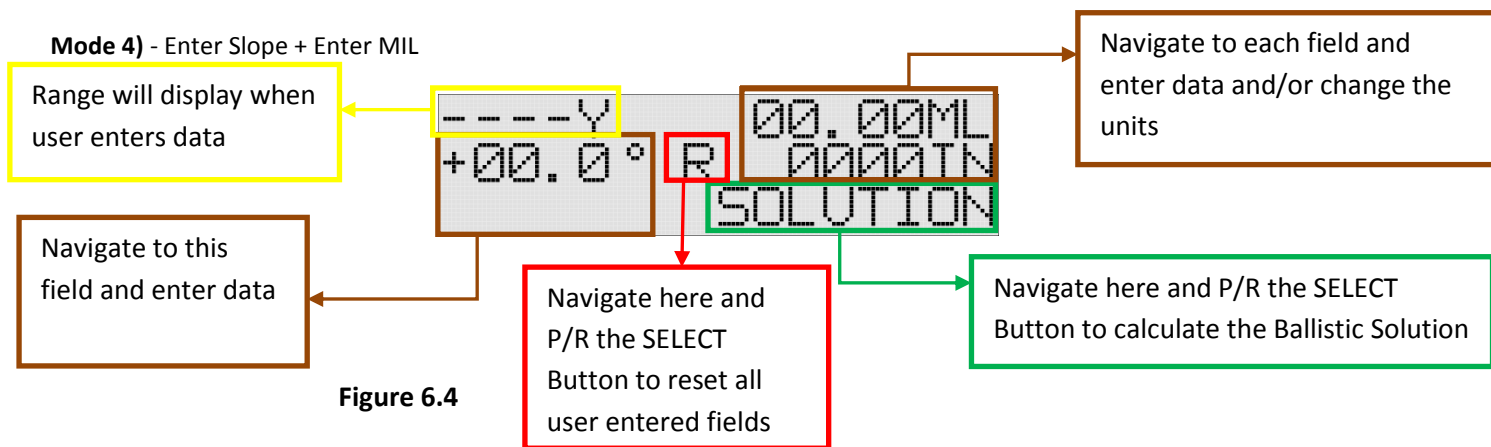 Mode 4) - Enter Slope + Enter MIL
Range will display when
user enters data
----Y
00.00ML
+00.0°
R
0000IN
SOLUTION
Navigate to each field and
enter data and/or change the
units
Navigate to this
field and enter data
Navigate here and
P/R the SELECT
Button to reset all
user entered fields
Navigate here and P/R the SELECT
Button to calculate the Ballistic Solution
Figure 6.4